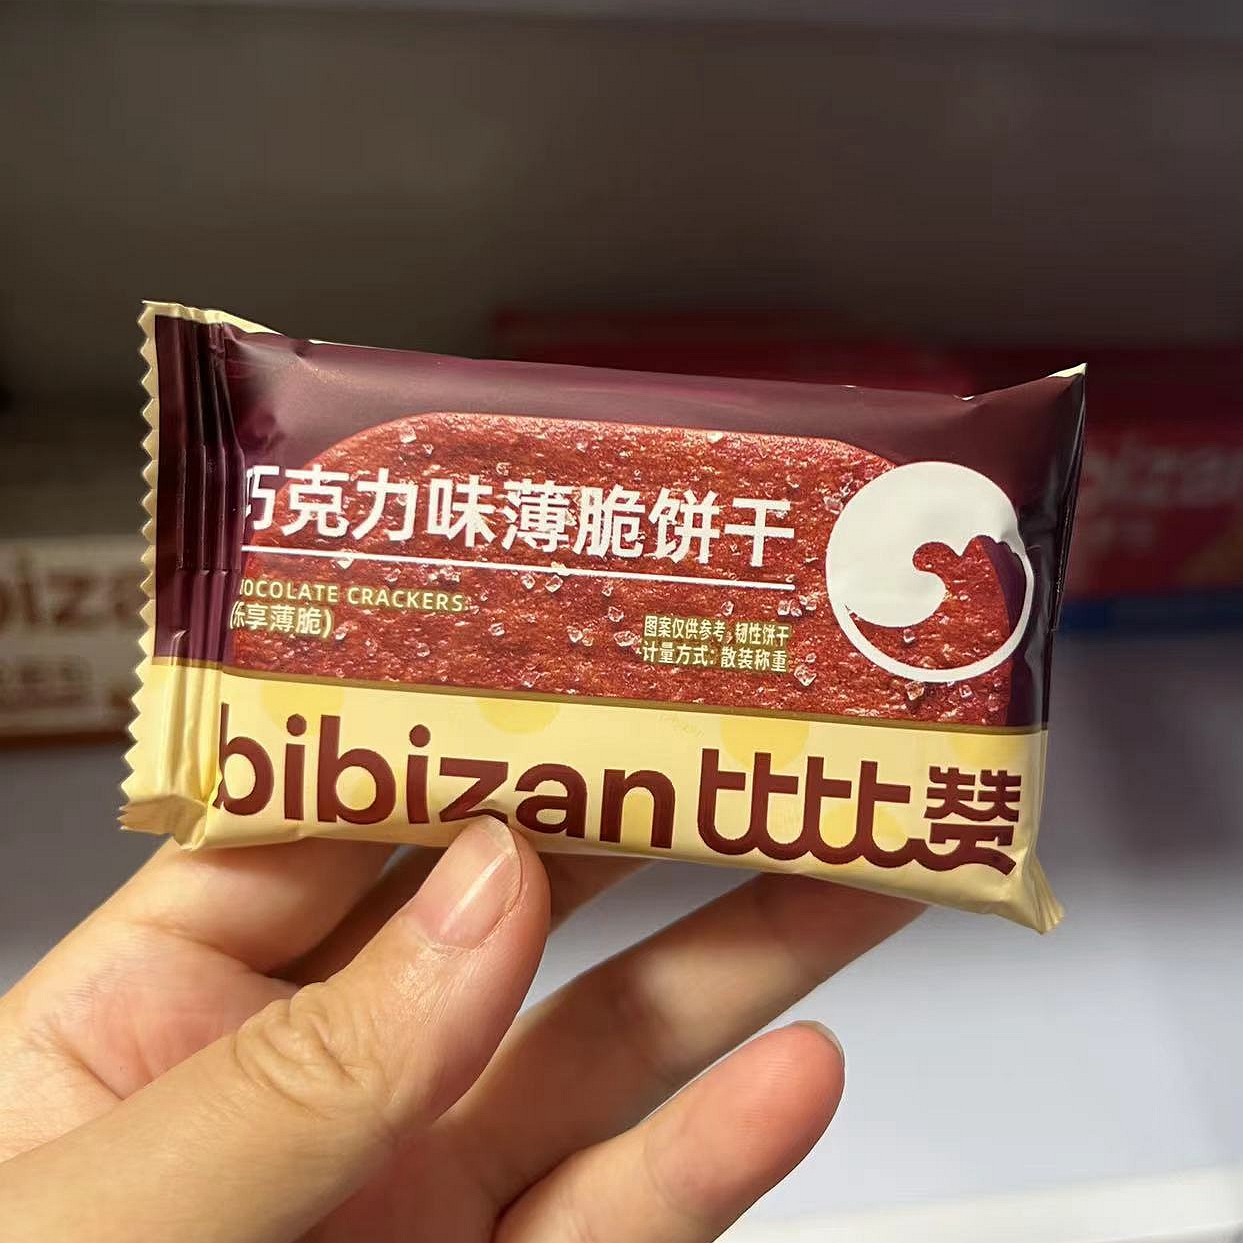 巧克力味薄脆饼干
OCOLATE CRACKERS
享薄脆)
图案仅供参考, 韧性饼干
计量方式: 散装称重
bibizan 比比赞